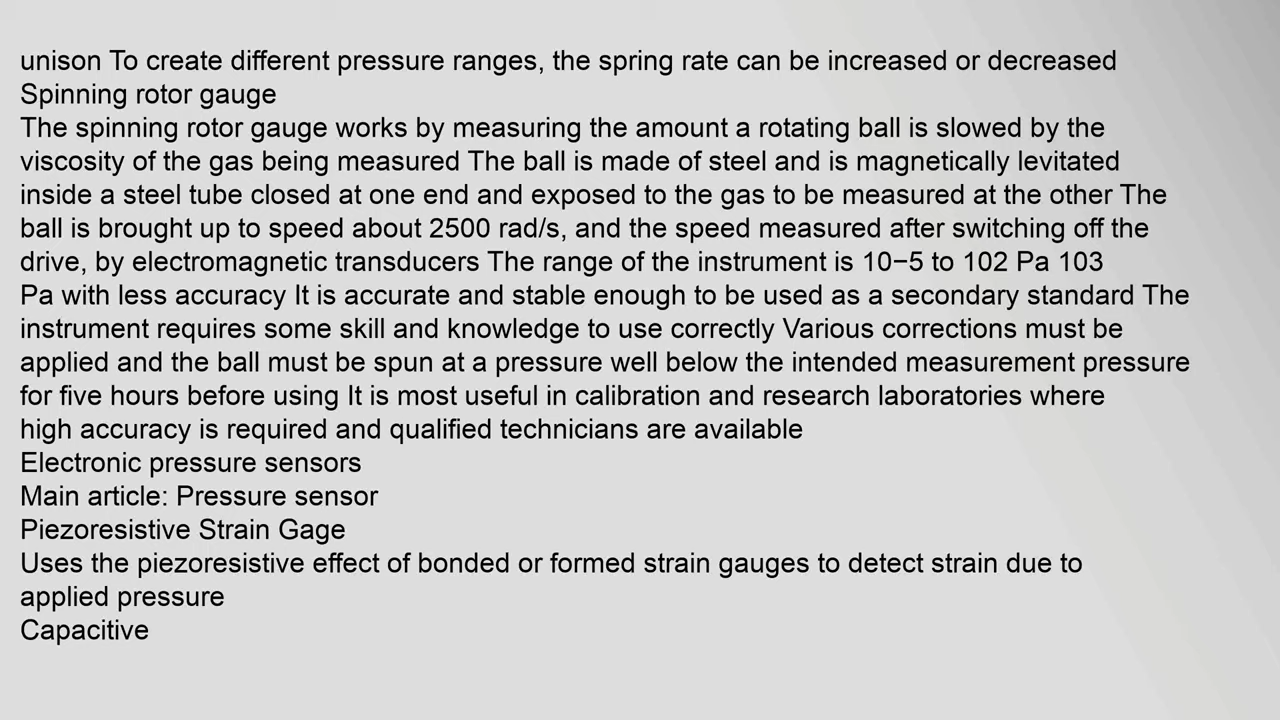 unison To create different pressure ranges, the spring rate can be increased or decreased
Spinning rotor gauge
The spinning rotor gauge works by measuring the amount a rotating ball is slowed by the
viscosity of the gas being measured The ball is made of steel and is magnetically levitated
inside a steel tube closed at one end and exposed to the gas to be measured at the other The
ball is brought up to speed about 2500 rad/s, and the speed measured after switching off the
drive, by electromagnetic transducers The range of the instrument is 10−5 to 102 Pa 103
Pa with less accuracy It is accurate and stable enough to be used as a secondary standard The
instrument requires some skill and knowledge to use correctly Various corrections must be
applied and the ball must be spun at a pressure well below the intended measurement pressure
for five hours before using It is most useful in calibration and research laboratories where
high accuracy is required and qualified technicians are available
Electronic pressure sensors
Main article: Pressure sensor
Piezoresistive Strain Gage
Uses the piezoresistive effect of bonded or formed strain gauges to detect strain due to
applied pressure
Capacitive